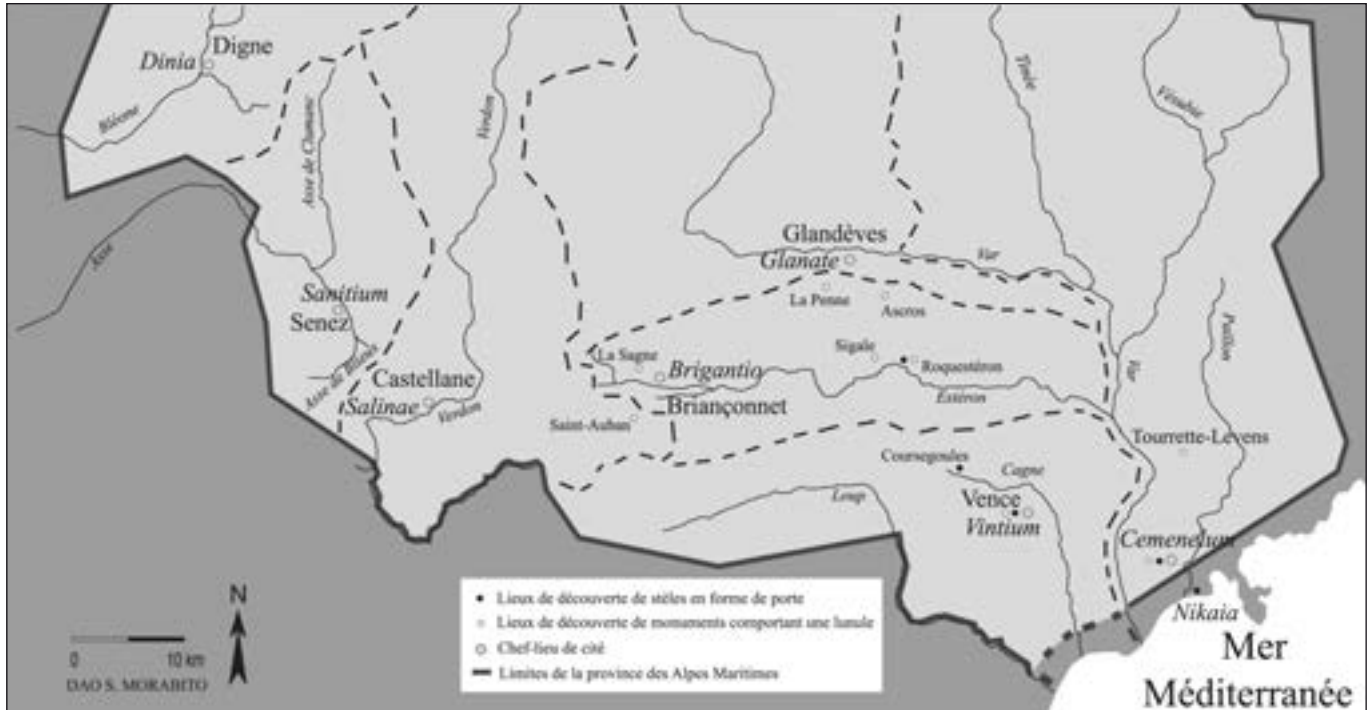 Digne
Dinia
Bléone
Asse de Clumanc
Verdon
Tinée
Vésubie
Asse
Glandèves
Glanate
Var
La Penne
Ascros
Sanitium
Senez
Paillon
La Sagne
Brigantio
Sigale
Roquestéron
Var
Asse de Blieux
Castellane
Salinae
Verdon
Briançonnet
Estéron
Saint-Auban
Tourrette-Levens
Coursegoules
Cagne
Loup
Vence
Vintium
Cemenelum
Nikaia
Mer
Méditerranée
N
0 10 km
DAO S. MORABITO
Lieux de découverte de stèles en forme de porte
Lieux de découverte de monuments comportant une lunule
Chef-lieu de cité
Limites de la province des Alpes Maritimes